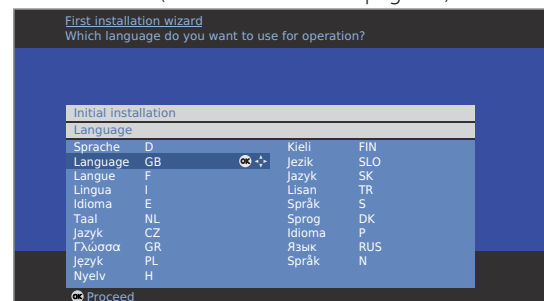 First installation wizard
Which language do you want to use for operation?
Initial installation
Language
Sprache D
Language GB OK
Langue F
Lingua I
Idioma E
Taal NL
Jazyk CZ
Γλώσσα GR
Język PL
Nyelv H
Kieli FIN
Jezik SLO
Jazyk SK
Lisan TR
Språk S
Sprog DK
Idioma P
Язык RUS
Språk N
OK Proceed